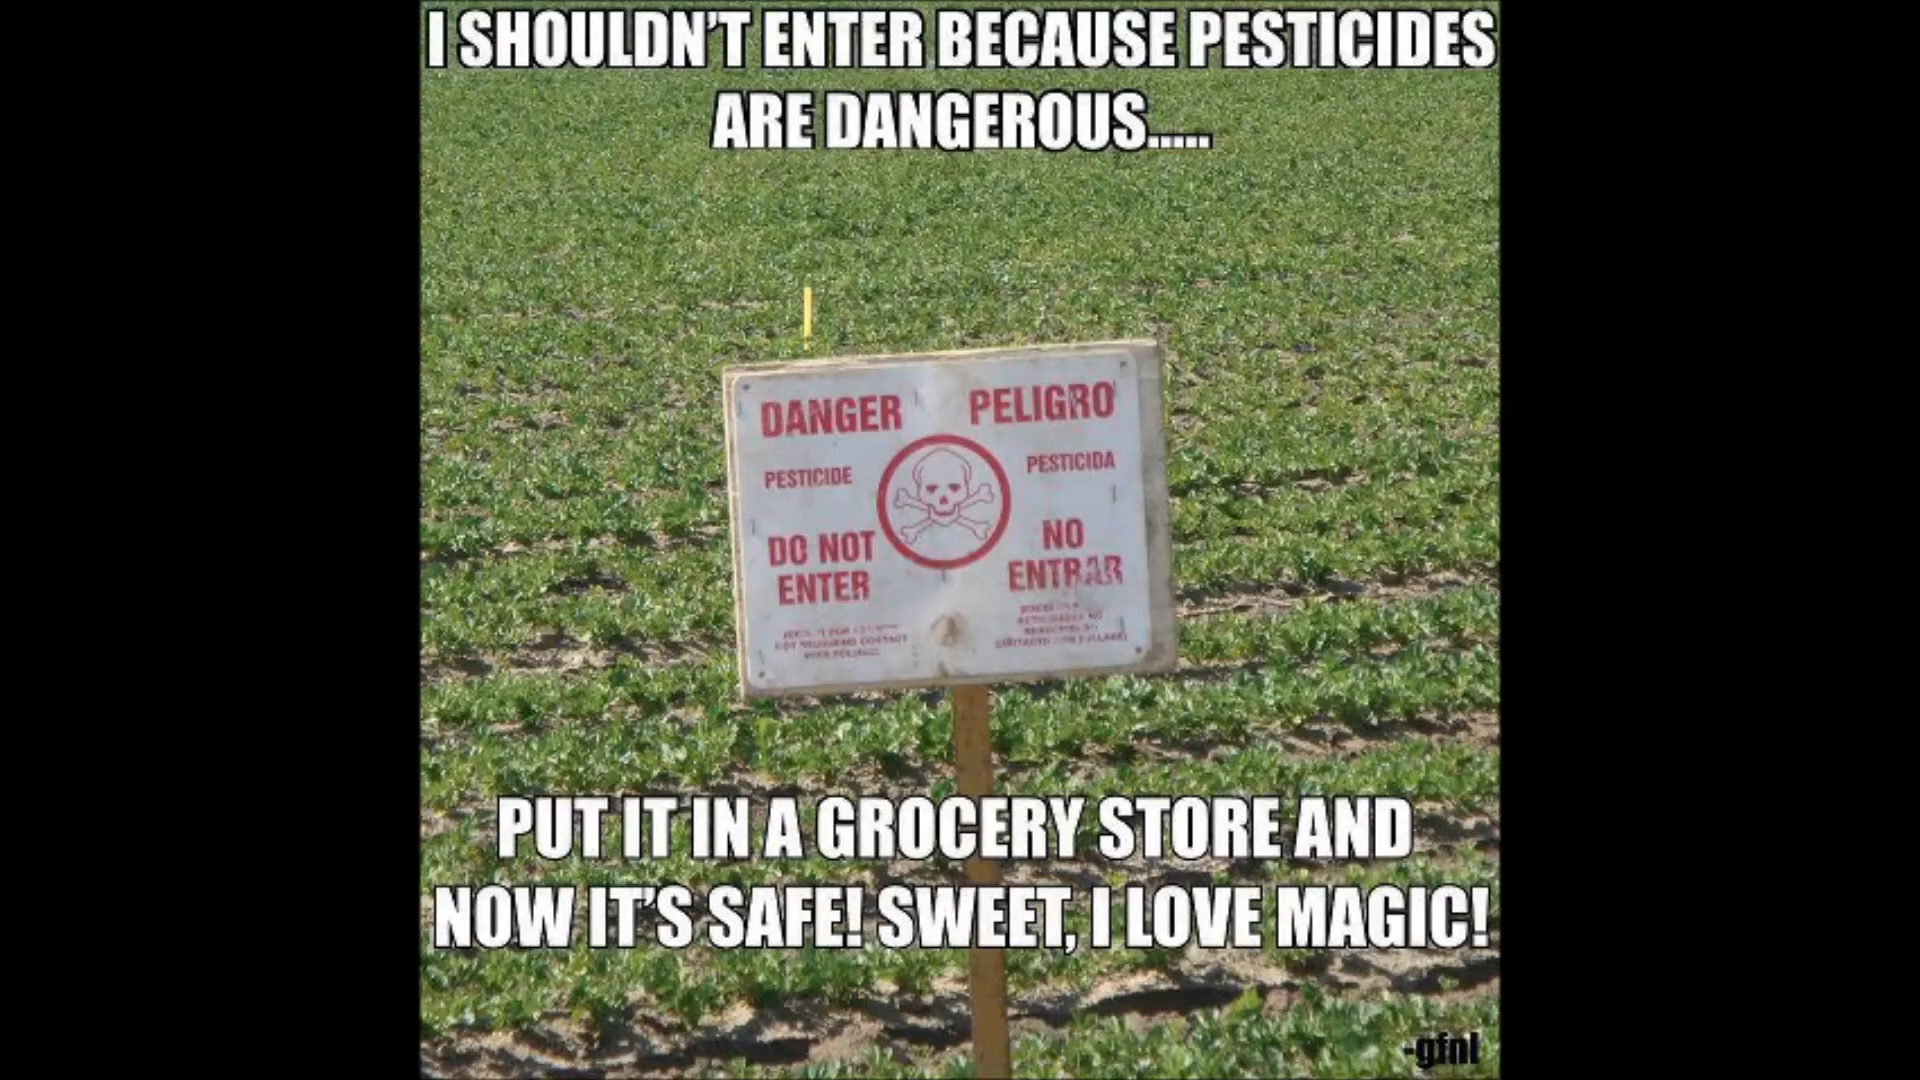 I SHOULDN'T ENTER BECAUSE PESTICIDES
ARE DANGEROUS.....
DANGER
PELIGRO
PESTICIDE
PESTICIDA
DO NOT
ENTER
NO
ENTRAR
PUT IT IN A GROCERY STORE AND
NOW IT'S SAFE! SWEET, I LOVE MAGIC!
-gfnl